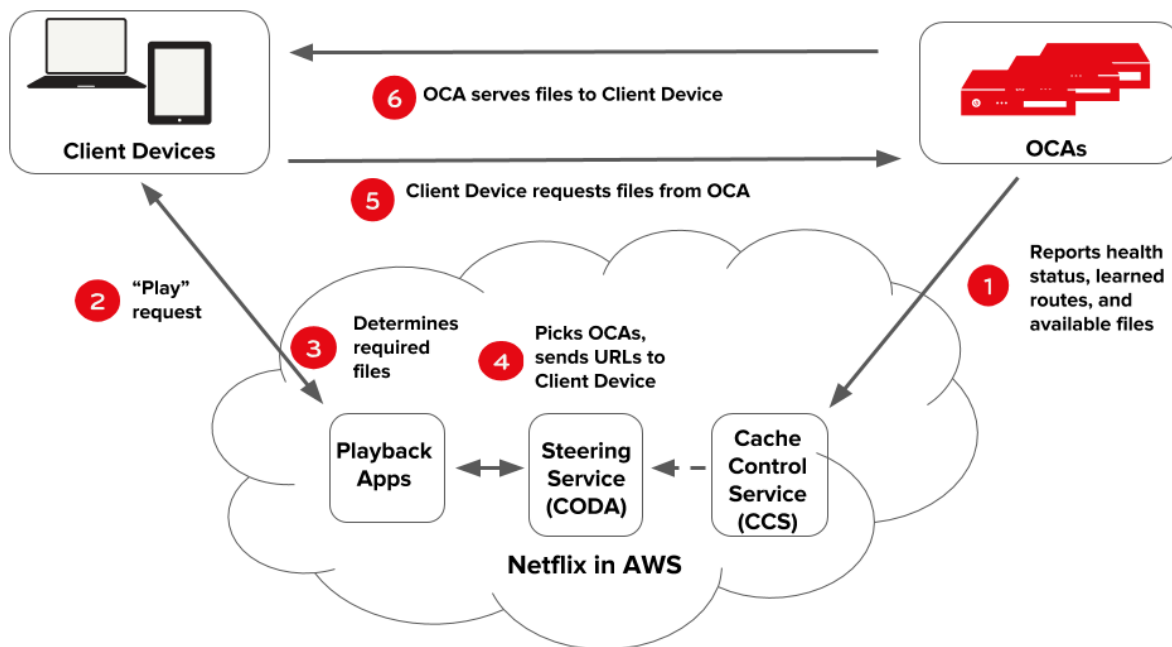 6
OCA serves files to Client Device
Client Devices
OCAs
5
Client Device requests files from OCA
1
Reports health
status, learned
routes, and
available files
2
“Play”
request
3
Determines
required
files
4
Picks OCAs,
sends URLs to
Client Device
Playback
Apps
Steering
Service
(CODA)
Cache
Control
Service
(CCS)
Netflix in AWS